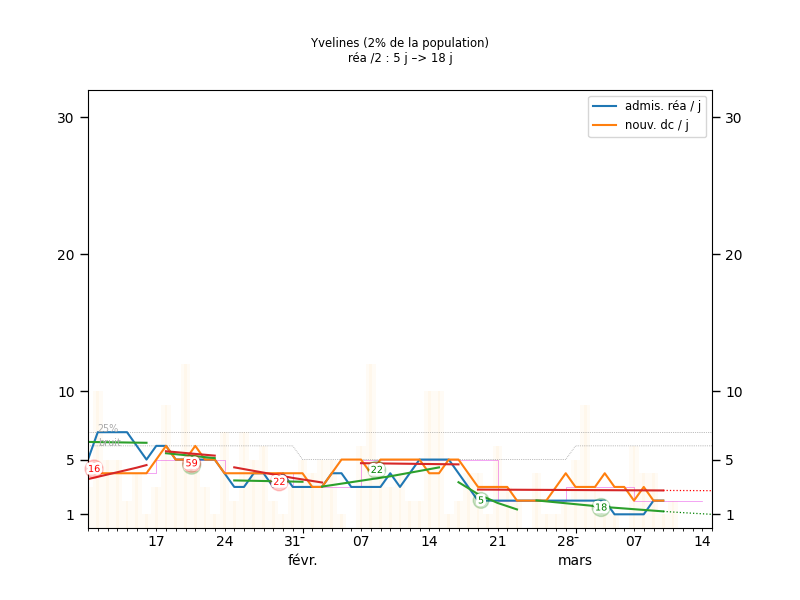 Yvelines (2% de la population)
réa /2 : 5 j –> 18 j
admis. réa / j
nouv. dc / j
30 30
20 20
10 10
5 5
1 1
25%
bruit
16
59
22
22
5
18
17 24 31 07 14 21 28 07 14
févr. mars